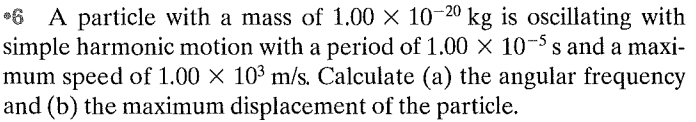 •6 A particle with a mass of 1.00 × 10⁻²⁰ kg is oscillating with
simple harmonic motion with a period of 1.00 × 10⁻⁵ s and a maxi-
mum speed of 1.00 × 10³ m/s. Calculate (a) the angular frequency
and (b) the maximum displacement of the particle.